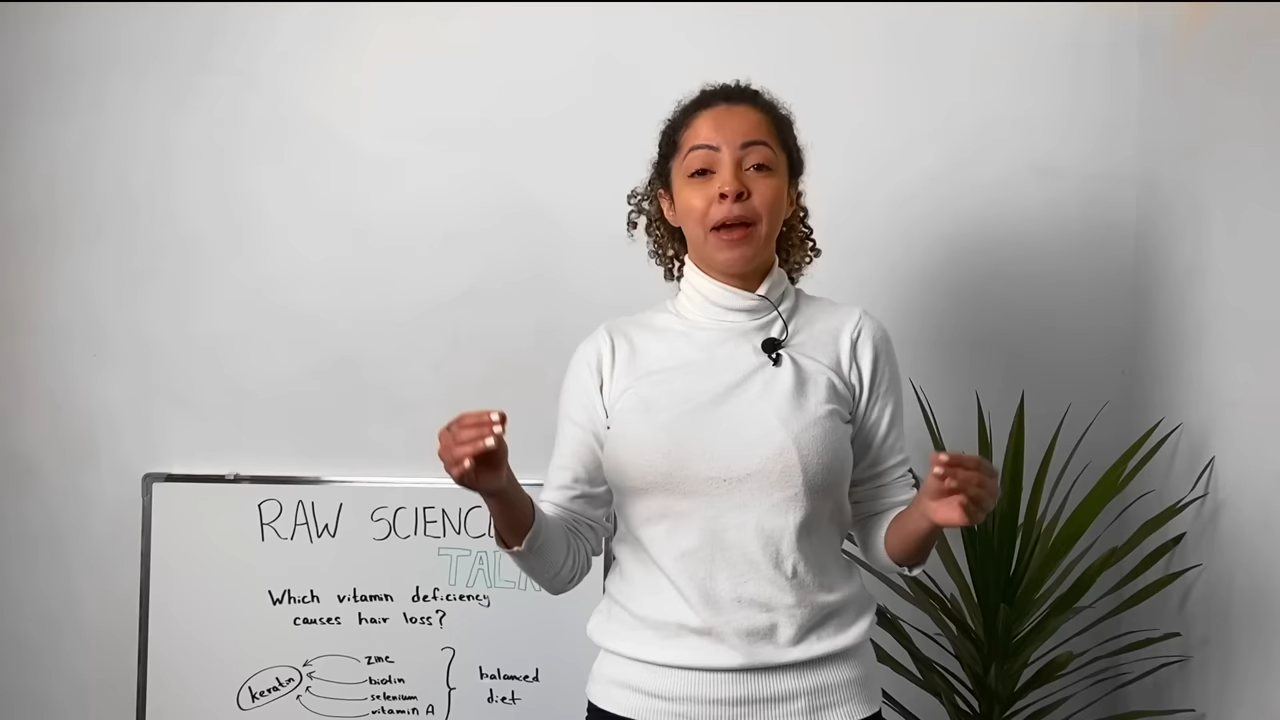 RAW SCIENCE
TALK
Which vitamin deficiency
causes hair loss?
zinc
biotin
keratin
selenium
vitamin A
balanced
diet